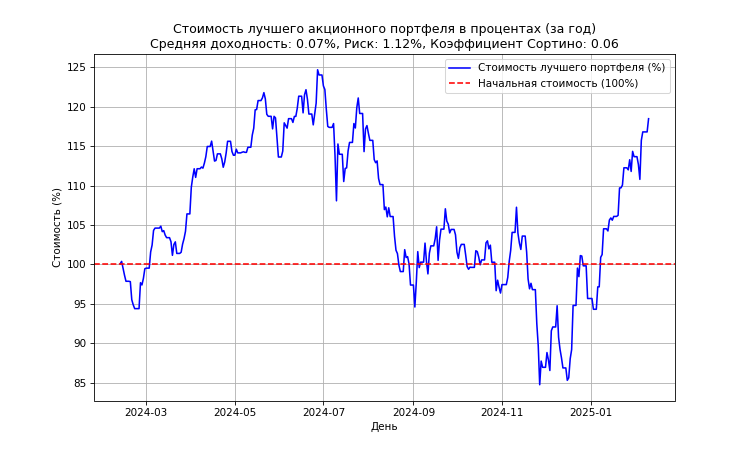 Стоимость лучшего акционного портфеля в процентах (за год)
Средняя доходность: 0.07%, Риск: 1.12%, Коэффициент Сортино: 0.06
Стоимость лучшего портфеля (%)
Начальная стоимость (100%)
Стоимость (%)
125
120
115
110
105
100
95
90
85
2024-03
2024-05
2024-07
2024-09
2024-11
2025-01
День